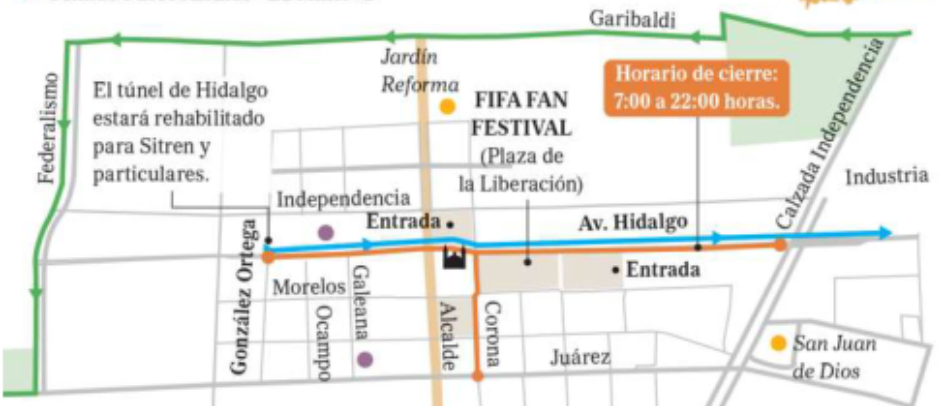 Garibaldi
Jardín
Reforma
Horario de cierre:
7:00 a 22:00 horas.
El túnel de Hidalgo
estará rehabilitado
para Sitren y
particulares.
FIFA FAN
FESTIVAL
(Plaza de
la Liberación)
Federalismo
Calzada Independencia
Industria
Independencia
Entrada
Av. Hidalgo
González Ortega
Entrada
Morelos
Ocampo
Galeana
Alcalde
Corona
Juárez
San Juan
de Dios